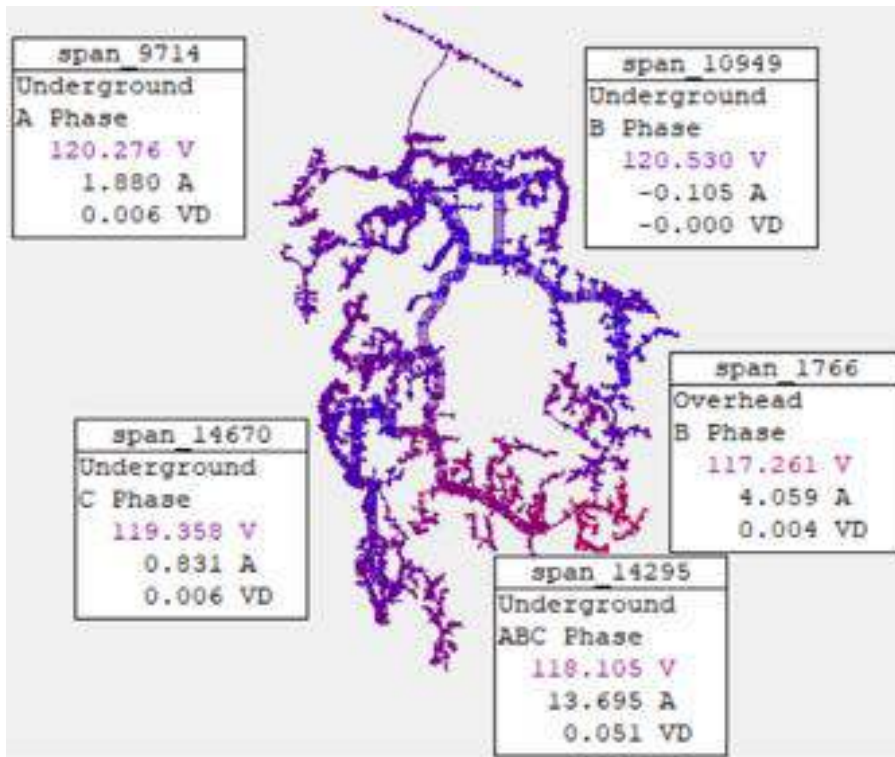 span_9714
Underground
A Phase
120.276 V
1.880 A
0.006 VD
span_10949
Underground
B Phase
120.530 V
-0.105 A
-0.000 VD
span_1766
Overhead
B Phase
117.261 V
4.059 A
0.004 VD
span_14670
Underground
C Phase
119.358 V
0.831 A
0.006 VD
span_14295
Underground
ABC Phase
118.105 V
13.695 A
0.051 VD